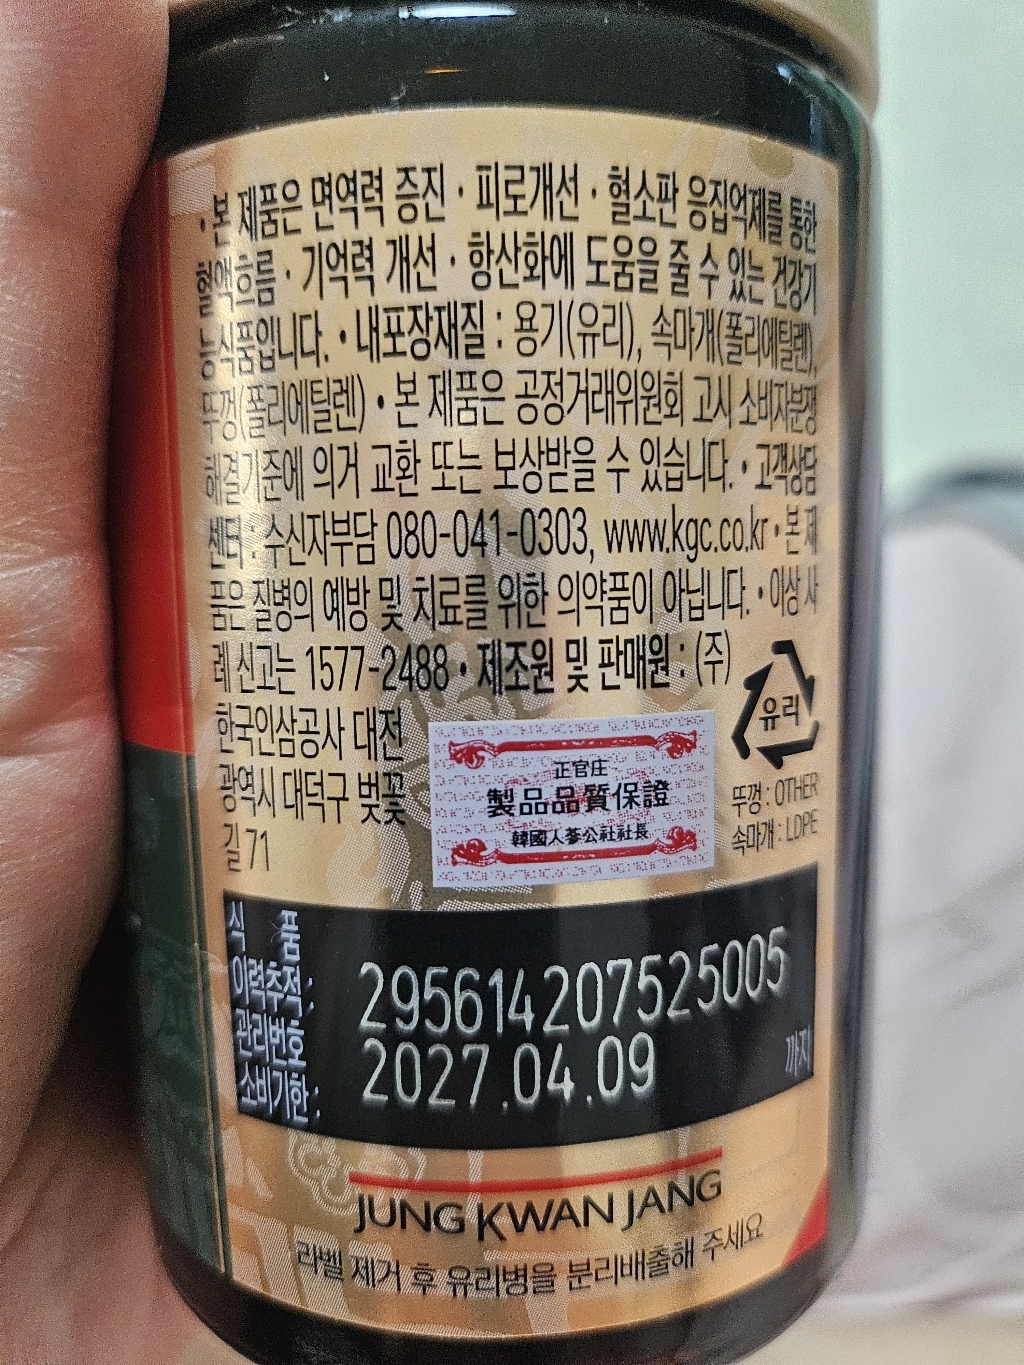 · 본 제품은 면역력 증진 · 피로개선 · 혈소판 응집억제를 통한
혈액흐름 · 기억력 개선 · 항산화에 도움을 줄 수 있는 건강기
능식품입니다. • 내포장재질 : 용기(유리), 속마개(폴리에틸렌),
뚜껑(폴리에틸렌) • 본 제품은 공정거래위원회 고시 소비자분쟁
해결기준에 의거 교환 또는 보상받을 수 있습니다. • 고객상담
센터 : 수신자부담 080-041-0303, www.kgc.co.kr • 본 제
품은 질병의 예방 및 치료를 위한 의약품이 아닙니다. • 이상 사
례 신고는 1577-2488 • 제조원 및 판매원 : (주)
한국인삼공사 대전
광역시 대덕구 벚꽃
길 71
유리
뚜껑 : OTHER
속마개 : LDPE
正官庄
製品品質保證
韓國人蔘公社社長
식 품
이력추적 :
관리번호
295614207525005
소비기한 : 2027.04.09 까지
JUNG KWAN JANG
라벨 제거 후 유리병을 분리배출해 주세요